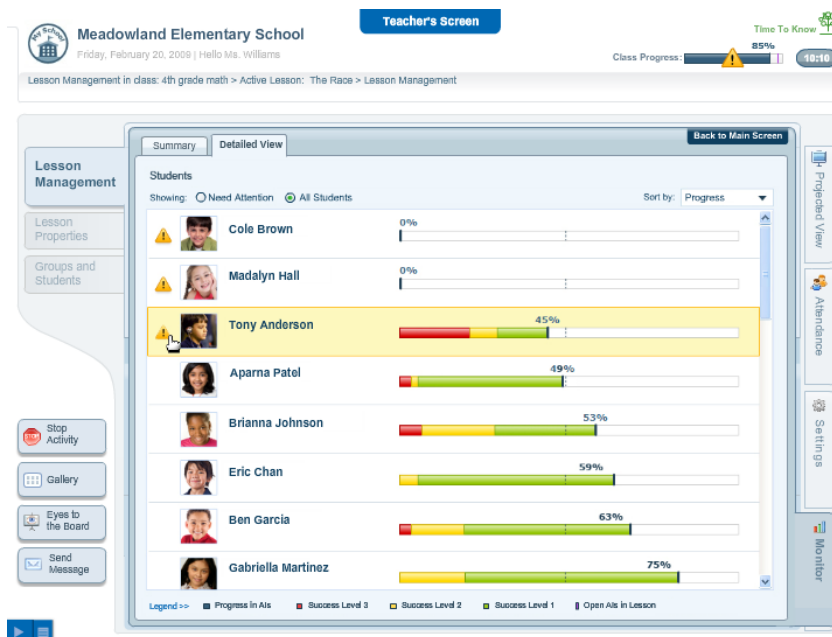 Teacher's Screen
My School
Meadowland Elementary School
Friday, February 20, 2009 | Hello Ms. Williams
Time To Know
Class Progress:
85%
10:10
Lesson Management in class: 4th grade math > Active Lesson: The Race > Lesson Management
Summary
Detailed View
Back to Main Screen
Lesson
Management
Lesson
Properties
Groups and
Students
Students
Showing:
Need Attention
All Students
Sort by:
Progress
Cole Brown
0%
Madalyn Hall
0%
Tony Anderson
45%
Aparna Patel
49%
Brianna Johnson
53%
Eric Chan
59%
Ben Garcia
63%
Gabriella Martinez
75%
Legend >>
Progress in AIs
Success Level 3
Success Level 2
Success Level 1
Open AIs in Lesson
Stop
Activity
Gallery
Eyes to
the Board
Send
Message
Projected View
Attendance
Settings
Monitor